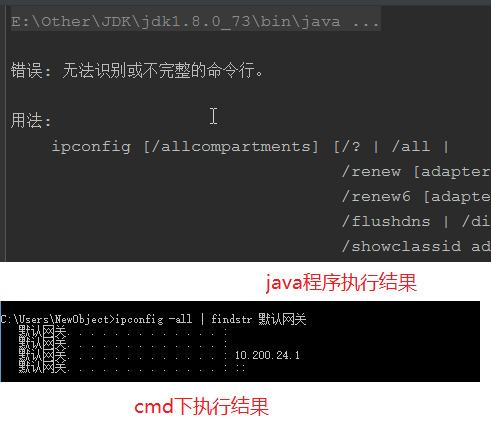 E:\Other\JDK\jdk1.8.0_73\bin\java ...
错误: 无法识别或不完整的命令行。
用法:
ipconfig [/allcompartments] [/? | /all |
/renew [adapter
/renew6 [adapte
/flushdns | /di
/showclassid ad
java程序执行结果
C:\Users\NewObject>ipconfig -all | findstr 默认网关
默认网关. . . . . . . . . . . . . :
默认网关. . . . . . . . . . . . . :
默认网关. . . . . . . . . . . . . : 10.200.24.1
默认网关. . . . . . . . . . . . . : ::
cmd下执行结果